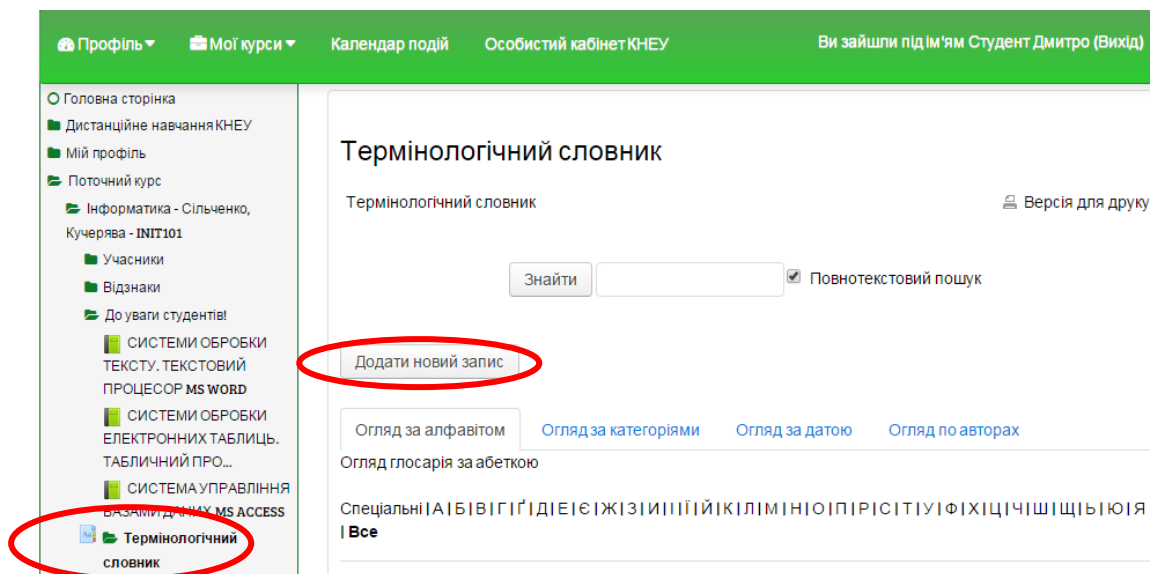 Профіль Мої курси Календар подій Особистий кабінет КНЕУ Ви зайшли під ім'ям Студент Дмитро (Вихід)
Головна сторінка
Дистанційне навчання КНЕУ
Мій профіль
Поточний курс
Інформатика - Сільченко,
Кучерява - INIT101
Учасники
Відзнаки
До уваги студентів!
СИСТЕМИ ОБРОБКИ
ТЕКСТУ. ТЕКСТОВИЙ
ПРОЦЕСОР MS WORD
СИСТЕМИ ОБРОБКИ
ЕЛЕКТРОННИХ ТАБЛИЦЬ.
ТАБЛИЧНИЙ ПРО...
СИСТЕМА УПРАВЛІННЯ
БАЗАМИ ДАНИХ MS ACCESS
Термінологічний
словник
Термінологічний словник
Термінологічний словник Версія для друку
Знайти Повнотекстовий пошук
Додати новий запис
Огляд за алфавітом Огляд за категоріями Огляд за датою Огляд по авторах
Огляд глосарія за абеткою
Спеціальні | А | Б | В | Г | Ґ | Д | Е | Є | Ж | З | И | І | Ї | Й | К | Л | М | Н | О | П | Р | С | Т | У | Ф | Х | Ц | Ч | Ш | Щ | Ь | Ю | Я
| Все